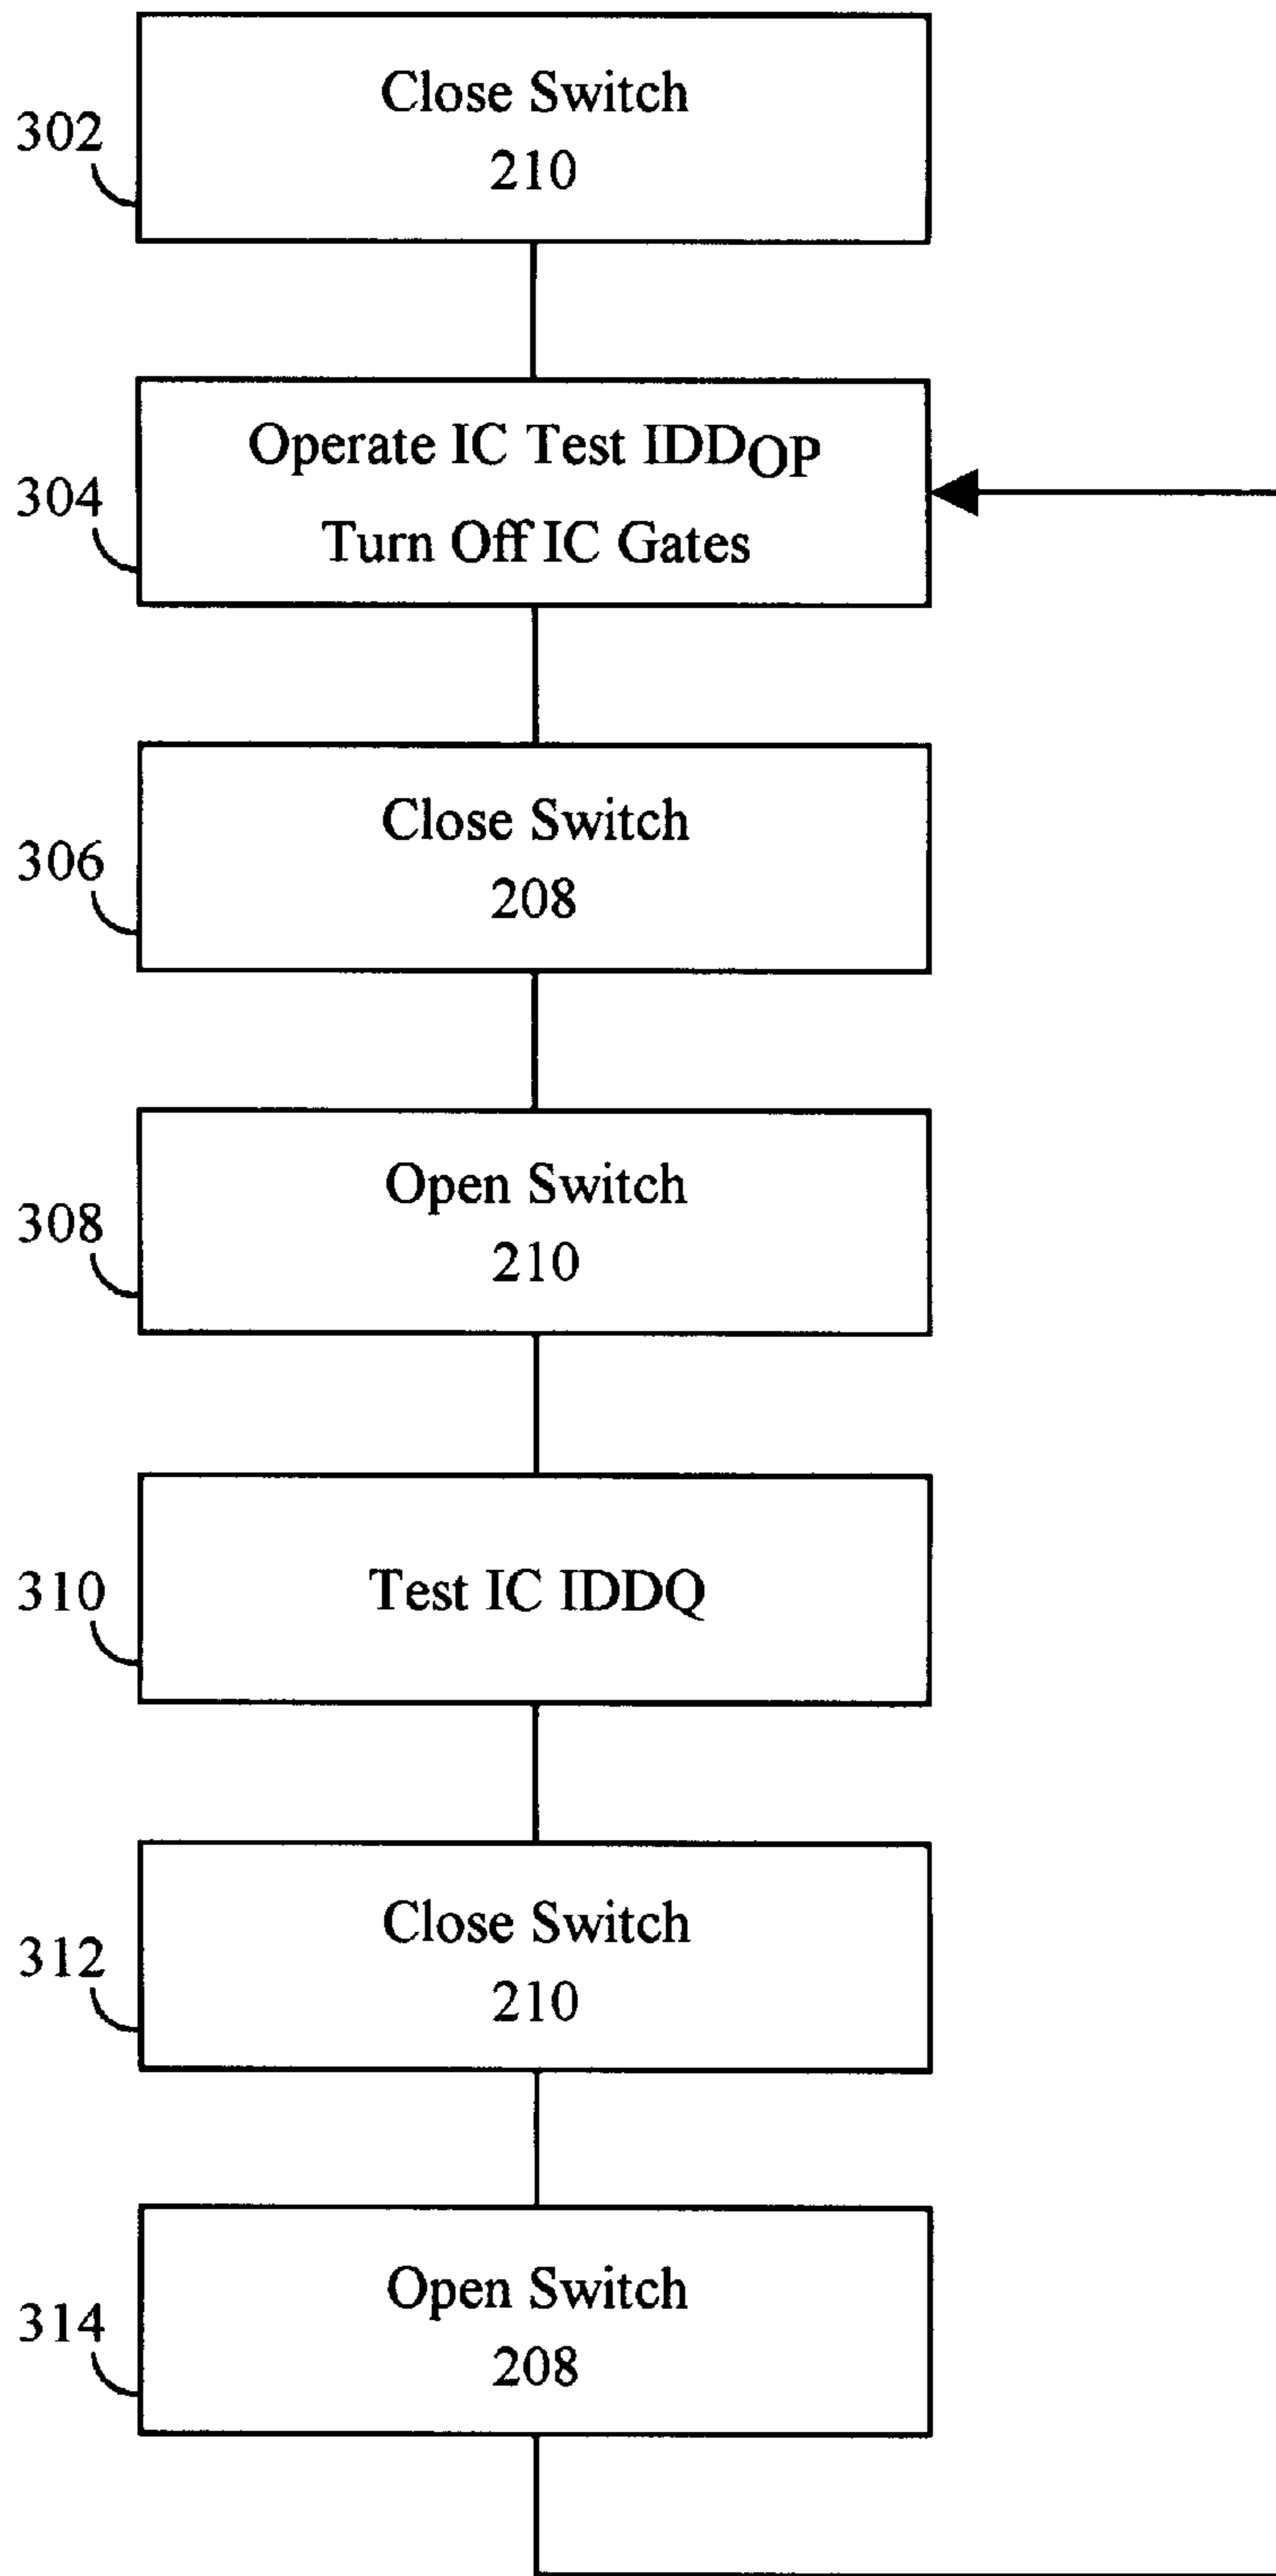 Close Switch
210
302
Operate IC Test IDDOP
Turn Off IC Gates
304
Close Switch
208
306
Open Switch
210
308
Test IC IDDQ
310
Close Switch
210
312
Open Switch
208
314